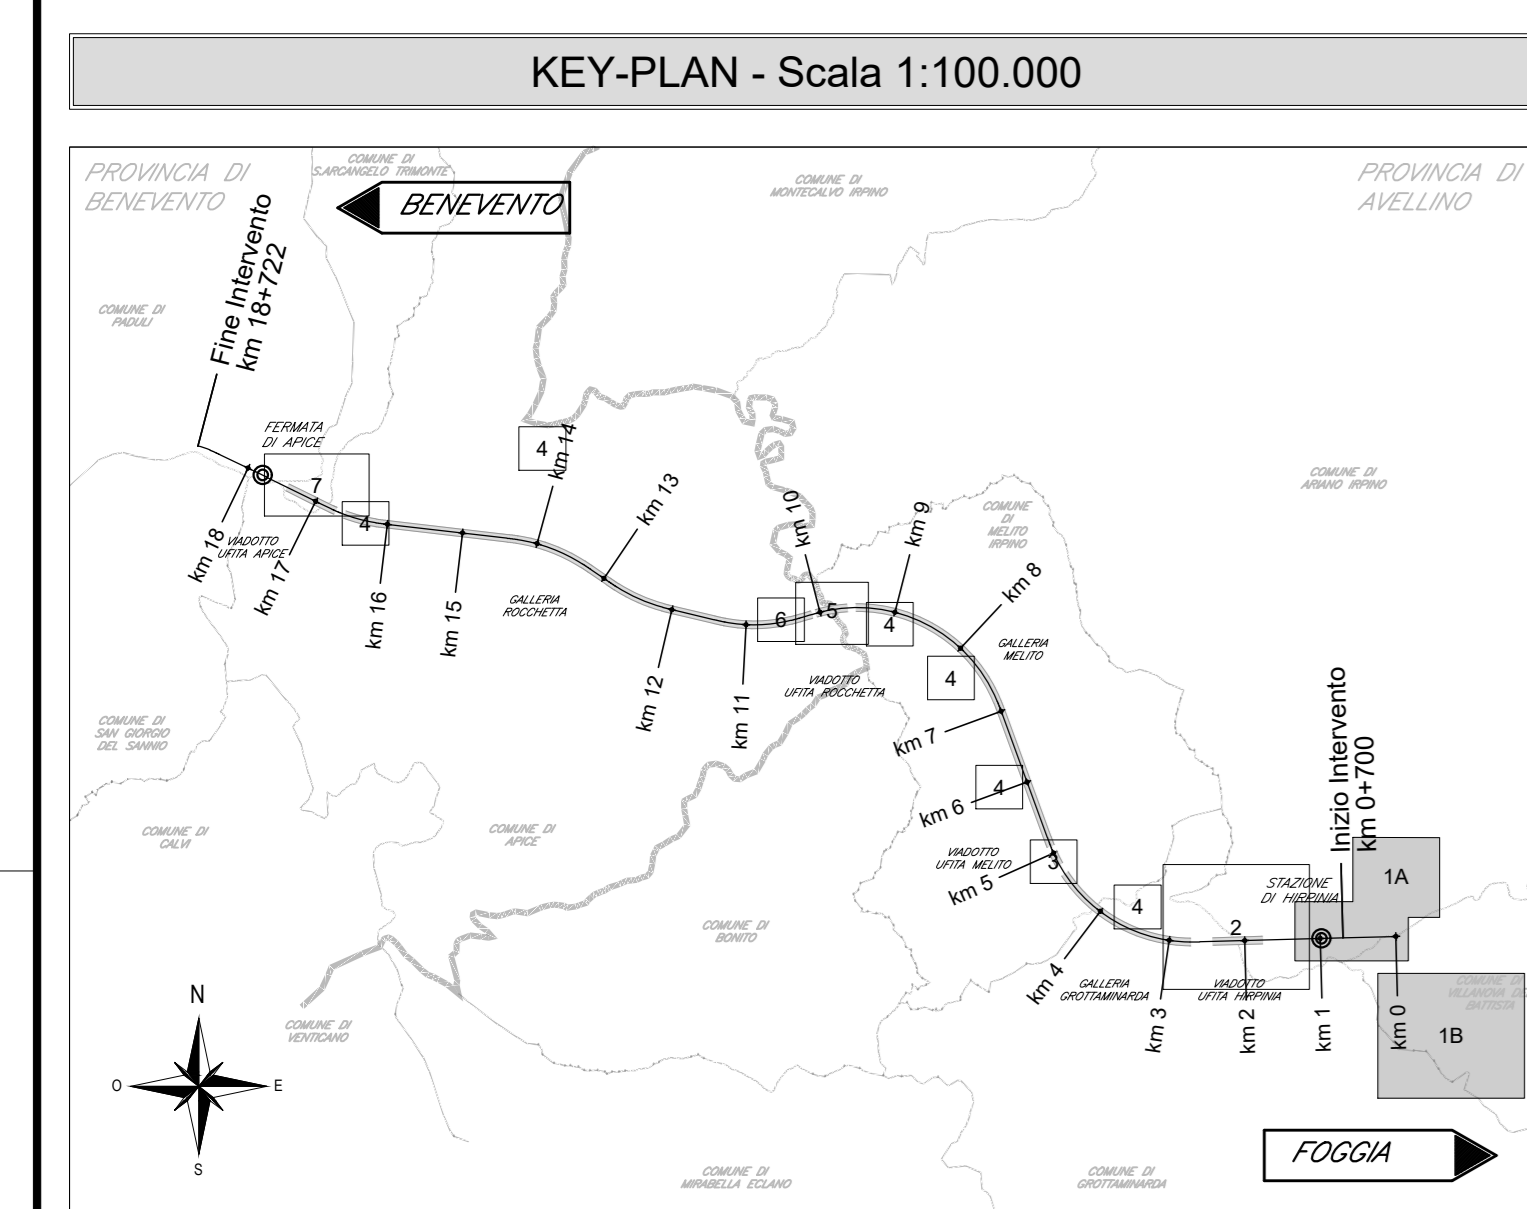 KEY-PLAN - Scala 1:100.000
PROVINCIA DI
BENEVENTO
COMUNE DI
S.ARCANGELO TRIMONTE
BENEVENTO
COMUNE DI
MONTECALVO IRPINO
PROVINCIA DI
AVELLINO
Fine Intervento
km 18+722
COMUNE DI
PADULI
FERMATA
DI APICE
4
km 14
7
4
km 18
VIADOTTO
UFITA APICE
km 17
km 16
km 15
GALLERIA
ROCCHETTA
km 13
km 12
km 11
6
km 10
5
VIADOTTO
UFITA ROCCHETTA
km 9
4
COMUNE
DI
MELITO
IRPINO
COMUNE DI
ARIANO IRPINO
km 8
GALLERIA
MELITO
4
km 7
4
km 6
COMUNE DI
SAN GIORGIO
DEL SANNIO
COMUNE DI
CALVI
COMUNE DI
APICE
VIADOTTO
UFITA MELITO
3
km 5
Inizio Intervento
km 0+700
STAZIONE
DI HIRPINIA
1A
4
2
COMUNE DI
BONITO
km 4
GALLERIA
GROTTAMINARDA
km 3
VIADOTTO
UFITA HIRPINIA
km 2
km 1
km 0
COMUNE DI
VILLANOVA DEL
BATTISTA
1B
N
O
E
S
COMUNE DI
VENTICANO
FOGGIA
COMUNE DI
MIRABELLA ECLANO
COMUNE DI
GROTTAMINARDA